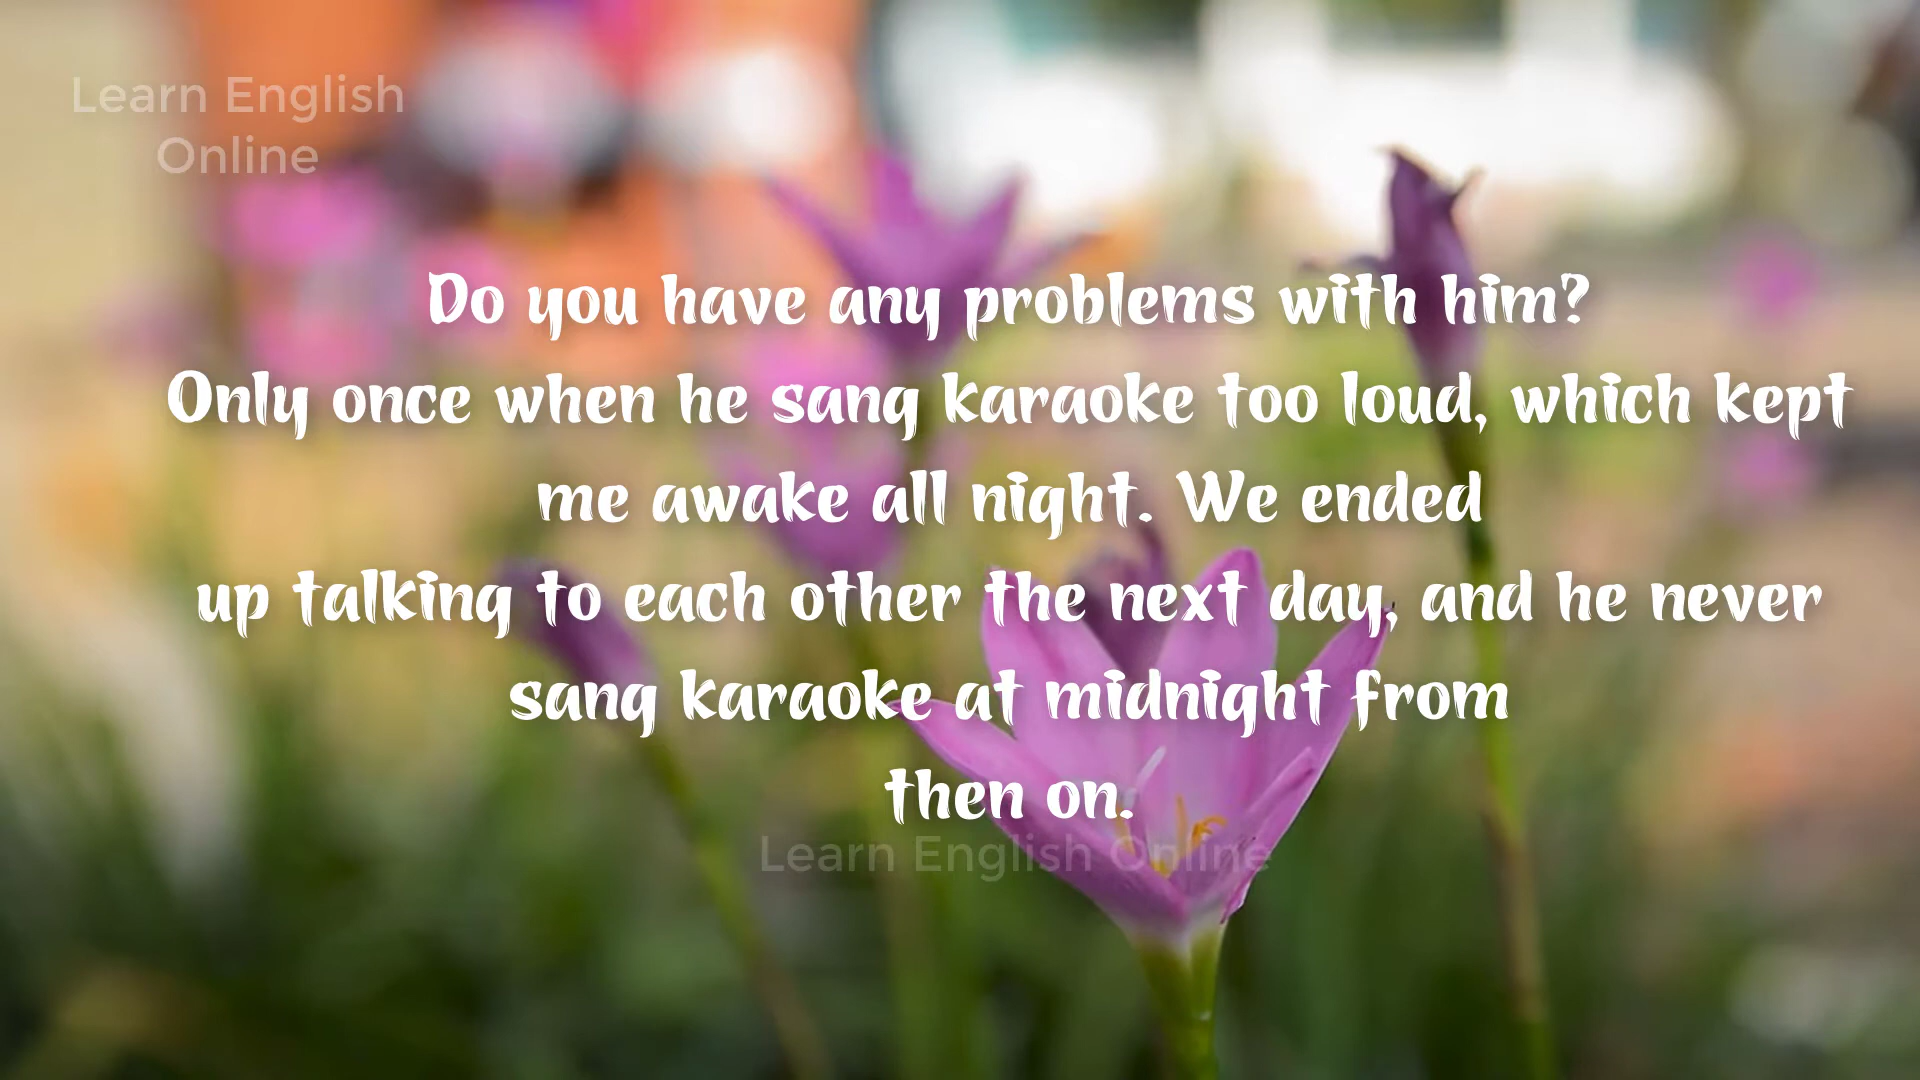 Learn English
Online
Do you have any problems with him?
Only once when he sang karaoke too loud, which kept
me awake all night. We ended
up talking to each other the next day, and he never
sang karaoke at midnight from
then on.
Learn English Online